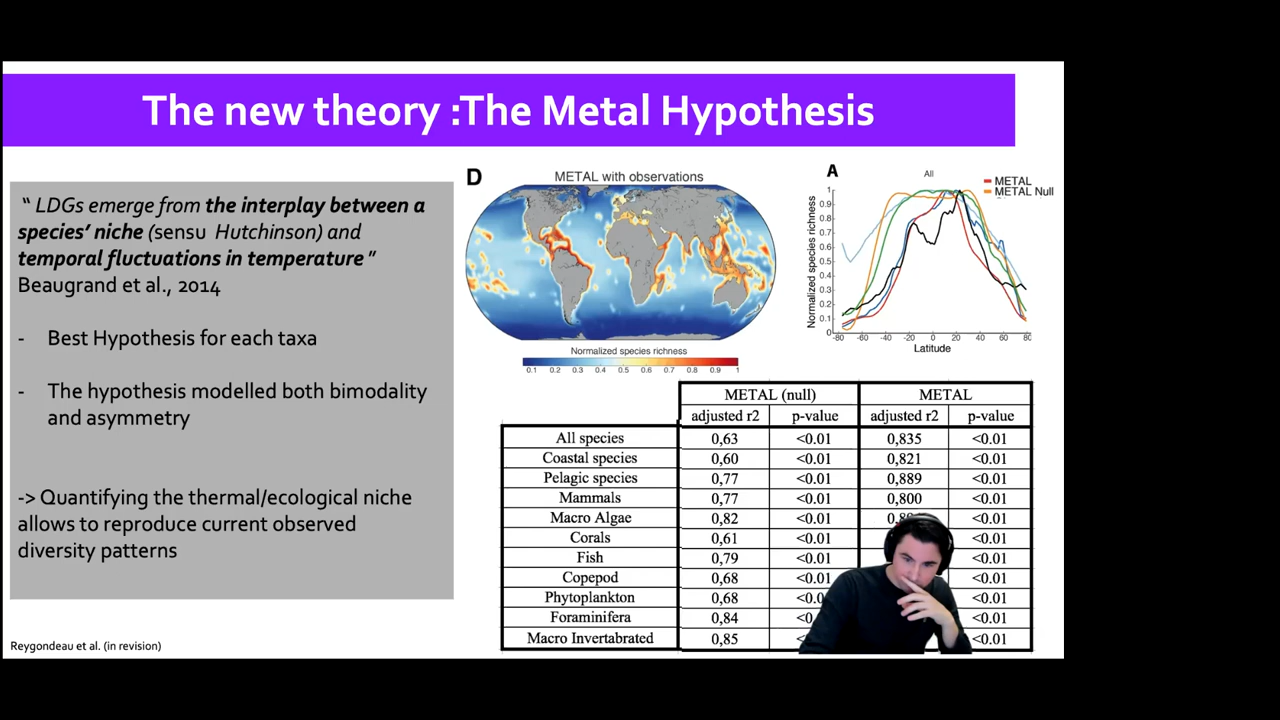 The new theory :The Metal Hypothesis
“ LDGs emerge from the interplay between a
species’ niche (sensu Hutchinson) and
temporal fluctuations in temperature”
Beaugrand et al., 2014
- Best Hypothesis for each taxa
- The hypothesis modelled both bimodality
and asymmetry
-> Quantifying the thermal/ecological niche
allows to reproduce current observed
diversity patterns
Reygondeau et al. (in revision)
D
METAL with observations
Normalized species richness
0.1 0.2 0.3 0.4 0.5 0.6 0.7 0.8 0.9 1
A
All
METAL
METAL Null
Normalized species richness
1
0.9
0.8
0.7
0.6
0.5
0.4
0.3
0.2
0.1
0
-80 -60 -40 -20 0 20 40 60 80
Latitude
METAL (null) METAL
adjusted r2 p-value adjusted r2 p-value
All species 0,63 <0.01 0,835 <0.01
Coastal species 0,60 <0.01 0,821 <0.01
Pelagic species 0,77 <0.01 0,889 <0.01
Mammals 0,77 <0.01 0,800 <0.01
Macro Algae 0,82 <0.01 <0.01
Corals 0,61 <0.01 <0.01
Fish 0,79 <0.01 <0.01
Copepod 0,68 <0.01 <0.01
Phytoplankton 0,68 <0.01
Foraminifera 0,84 <0.01
Macro Invertabrated 0,85 <0.01